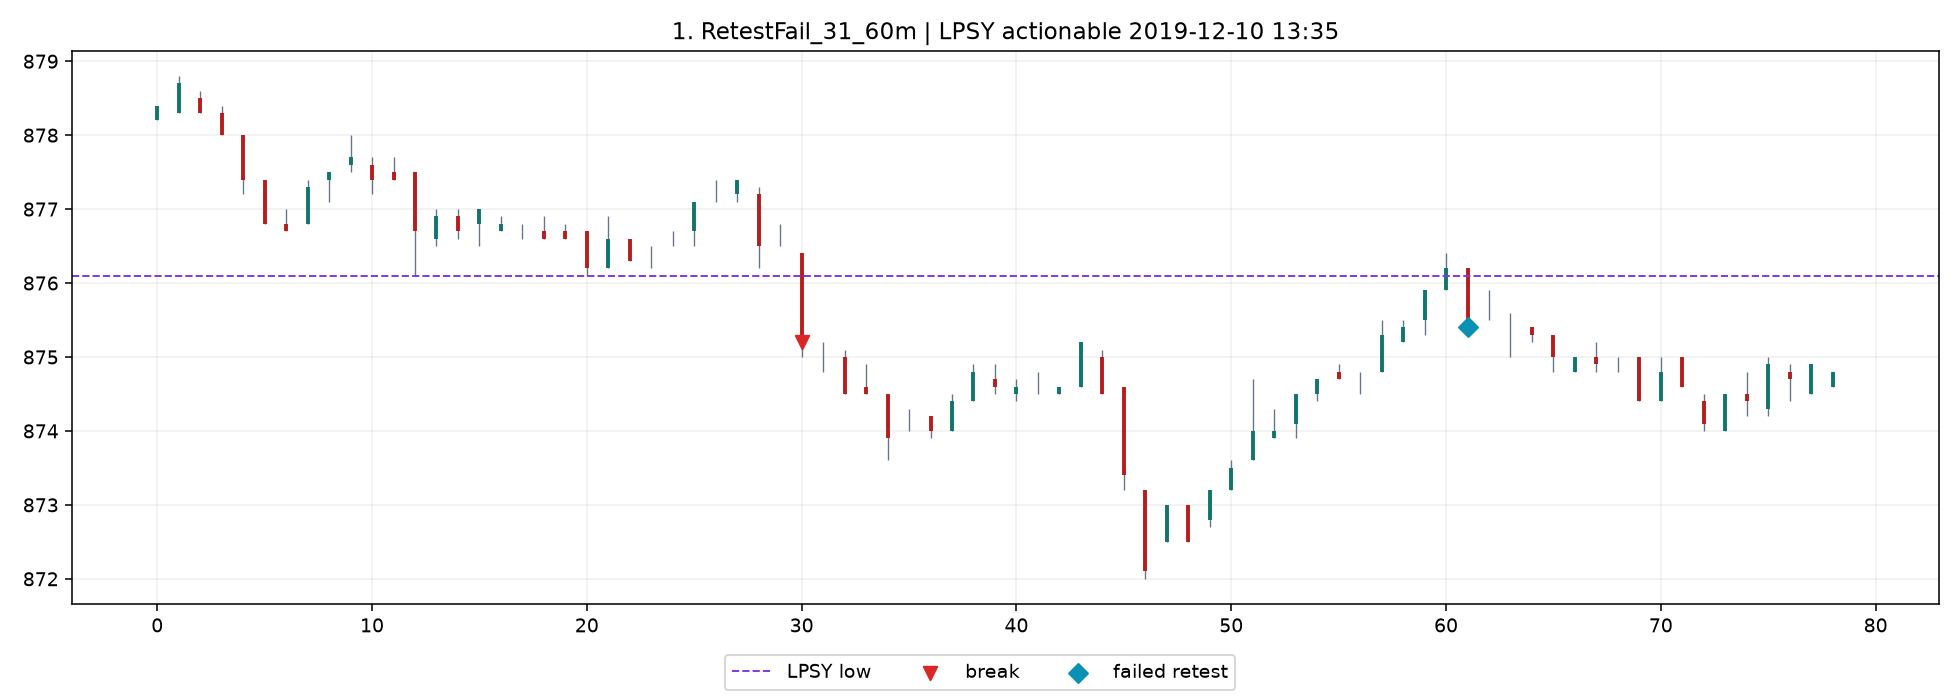 1. RetestFail_31_60m | LPSY actionable 2019-12-10 13:35
879
878
877
876
875
874
873
872
0 10 20 30 40 50 60 70 80
LPSY low break failed retest